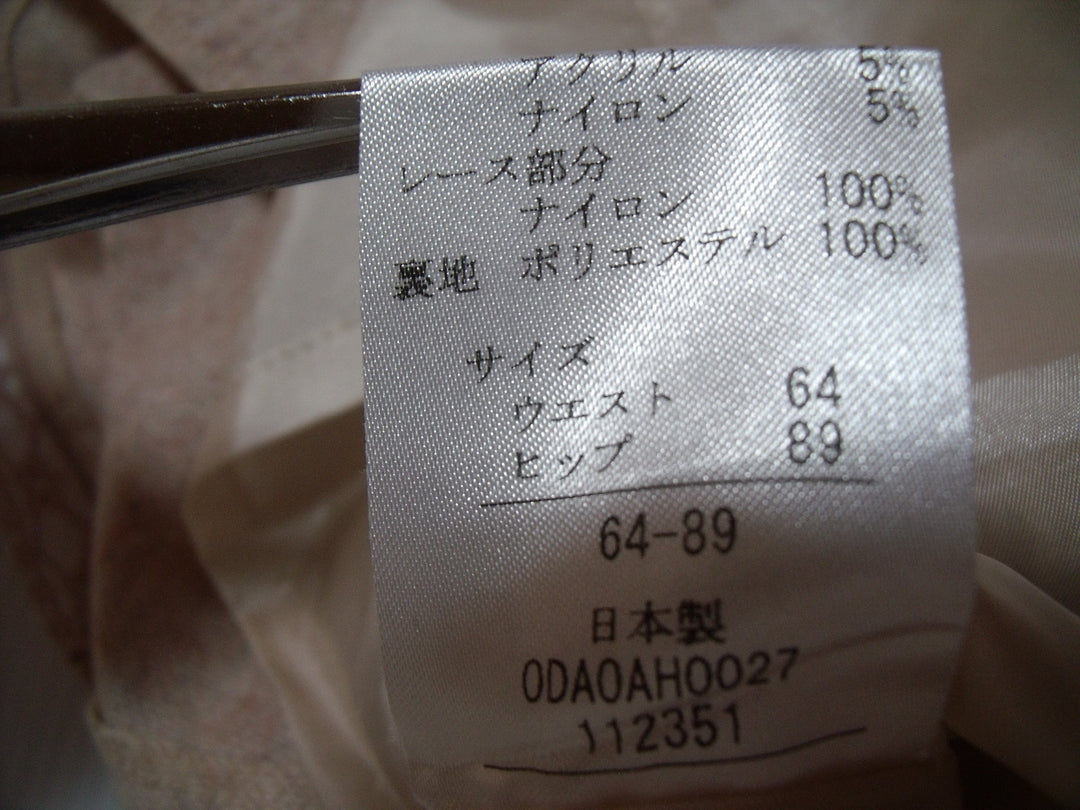 アクリル 5%
ナイロン 5%
レース部分
ナイロン 100%
裏地 ポリエステル 100%
サイズ
ウエスト 64
ヒップ 89
64-89
日本製
0DA0AH0027
112351